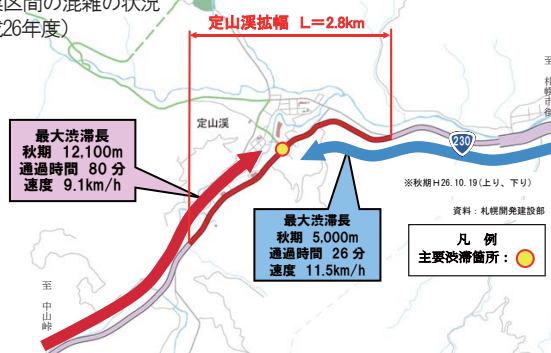 間の混雑の状況
成26年度）
定山渓拡幅 L=2.8km
至 札幌市街
定山渓
最大渋滞長
秋期 12,100m
通過時間 80 分
速度 9.1km/h
230
※秋期H26.10.19(上り、下り)
資料：札幌開発建設部
最大渋滞長
秋期 5,000m
通過時間 26 分
速度 11.5km/h
凡 例
主要渋滞箇所：
至 中山峠